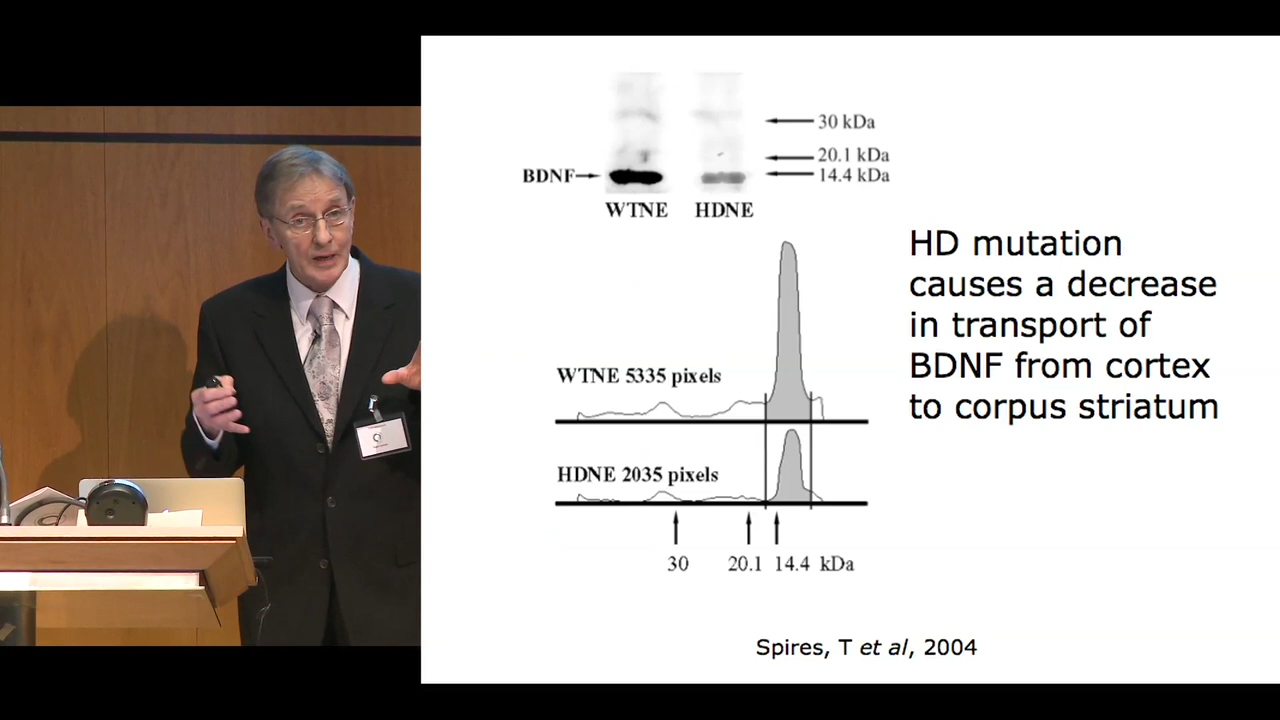 30 kDa
20.1 kDa
BDNF
14.4 kDa
WTNE HDNE
HD mutation
causes a decrease
in transport of
BDNF from cortex
to corpus striatum
WTNE 5335 pixels
HDNE 2035 pixels
30 20.1 14.4 kDa
Spires, T et al, 2004